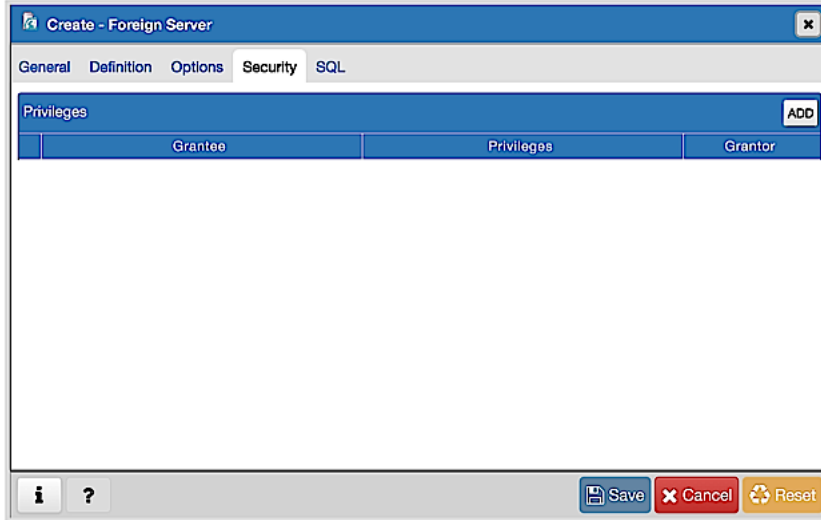 Create - Foreign Server
General Definition Options Security SQL
Privileges ADD
Grantee Privileges Grantor
i ? Save Cancel Reset